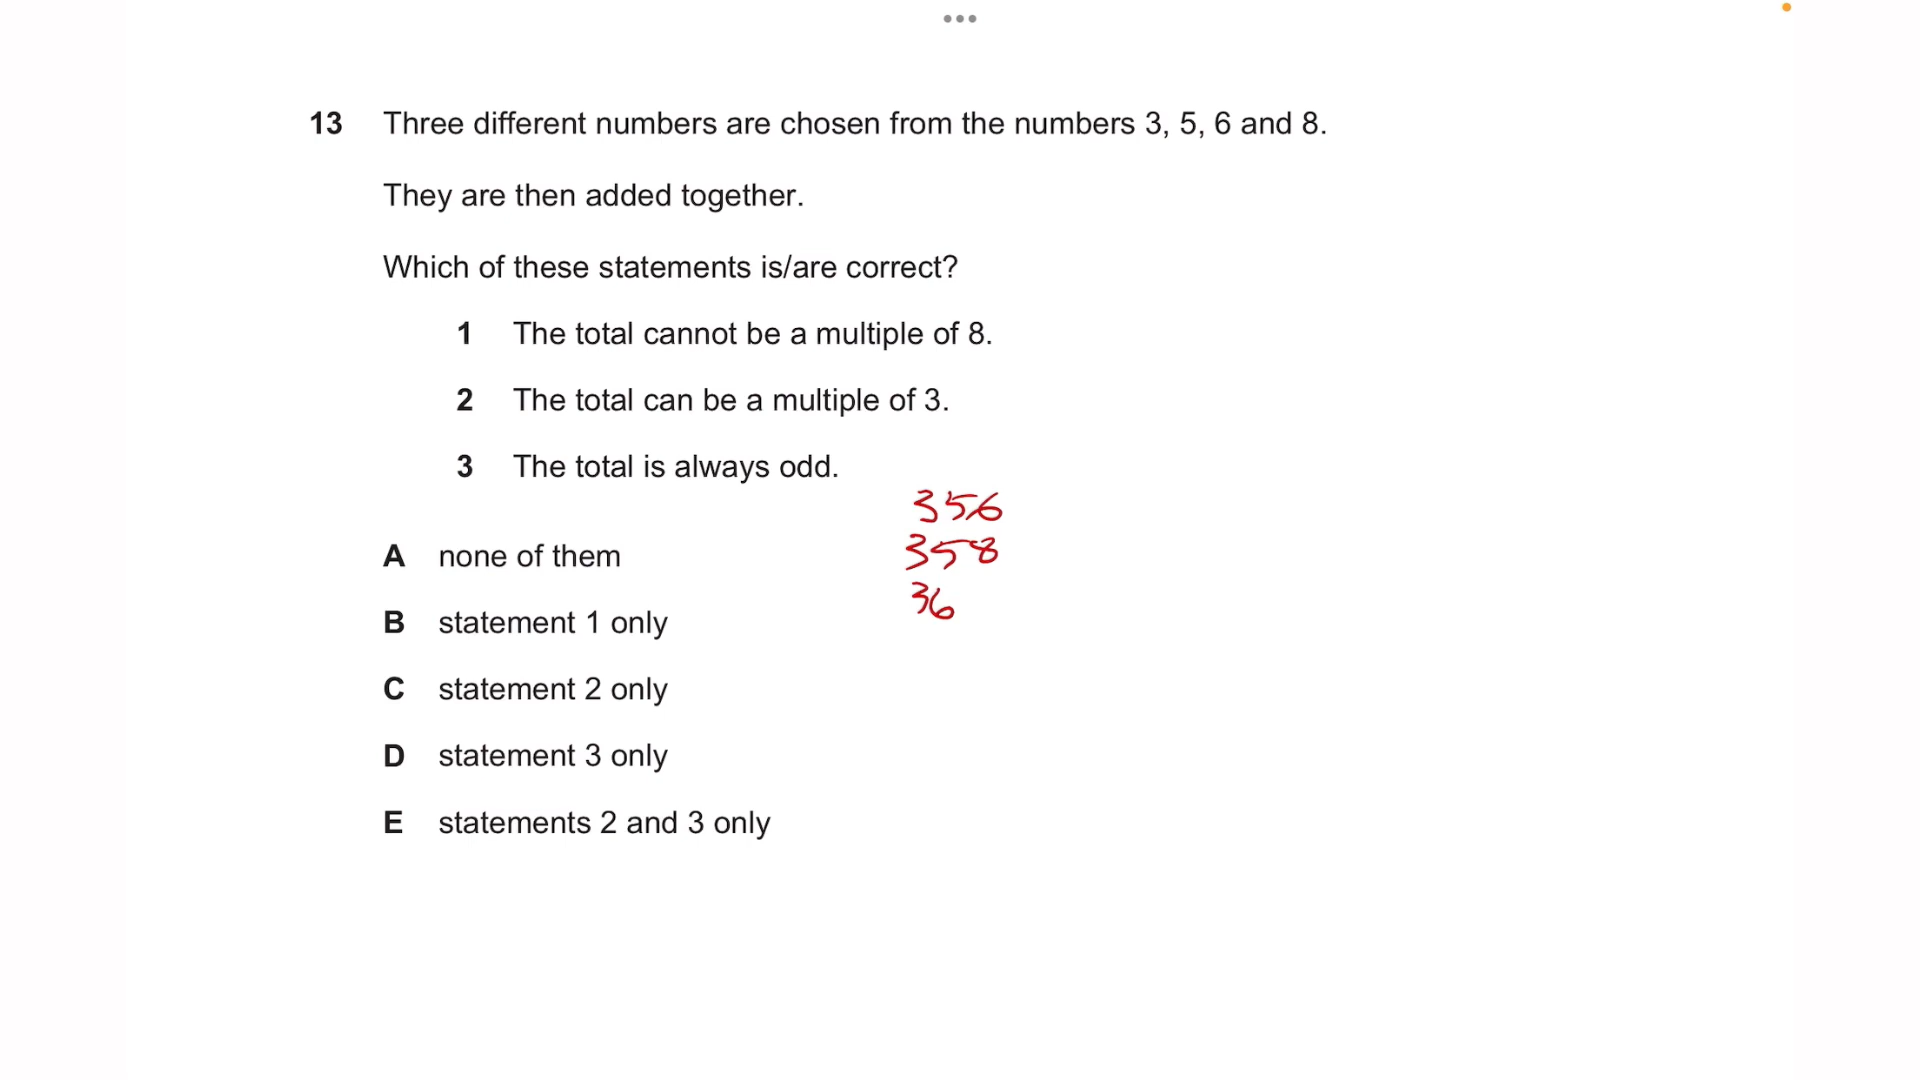 13 Three different numbers are chosen from the numbers 3, 5, 6 and 8.
They are then added together.
Which of these statements is/are correct?
1 The total cannot be a multiple of 8.
2 The total can be a multiple of 3.
3 The total is always odd.
356
358
36
A none of them
B statement 1 only
C statement 2 only
D statement 3 only
E statements 2 and 3 only